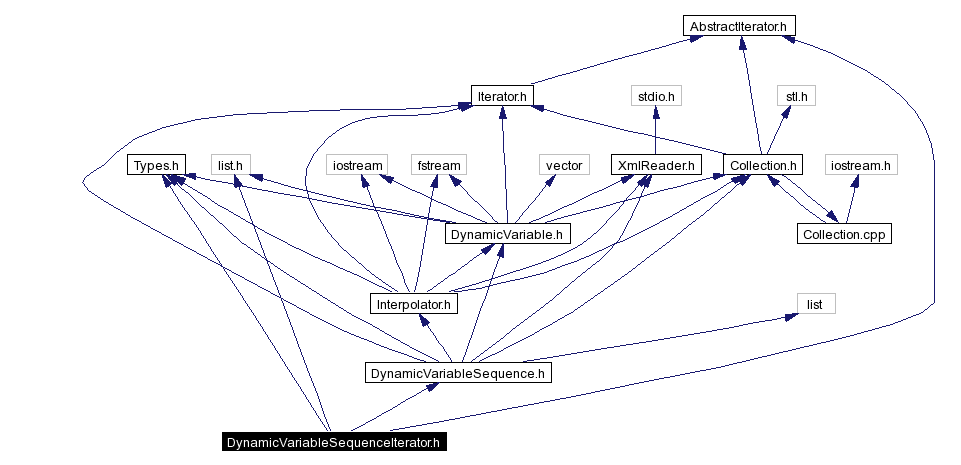 AbstractIterator.h
Iterator.h
stdio.h
stl.h
Types.h
list.h
iostream
fstream
vector
XmlReader.h
Collection.h
iostream.h
DynamicVariable.h
Collection.cpp
Interpolator.h
list
DynamicVariableSequence.h
DynamicVariableSequenceIterator.h